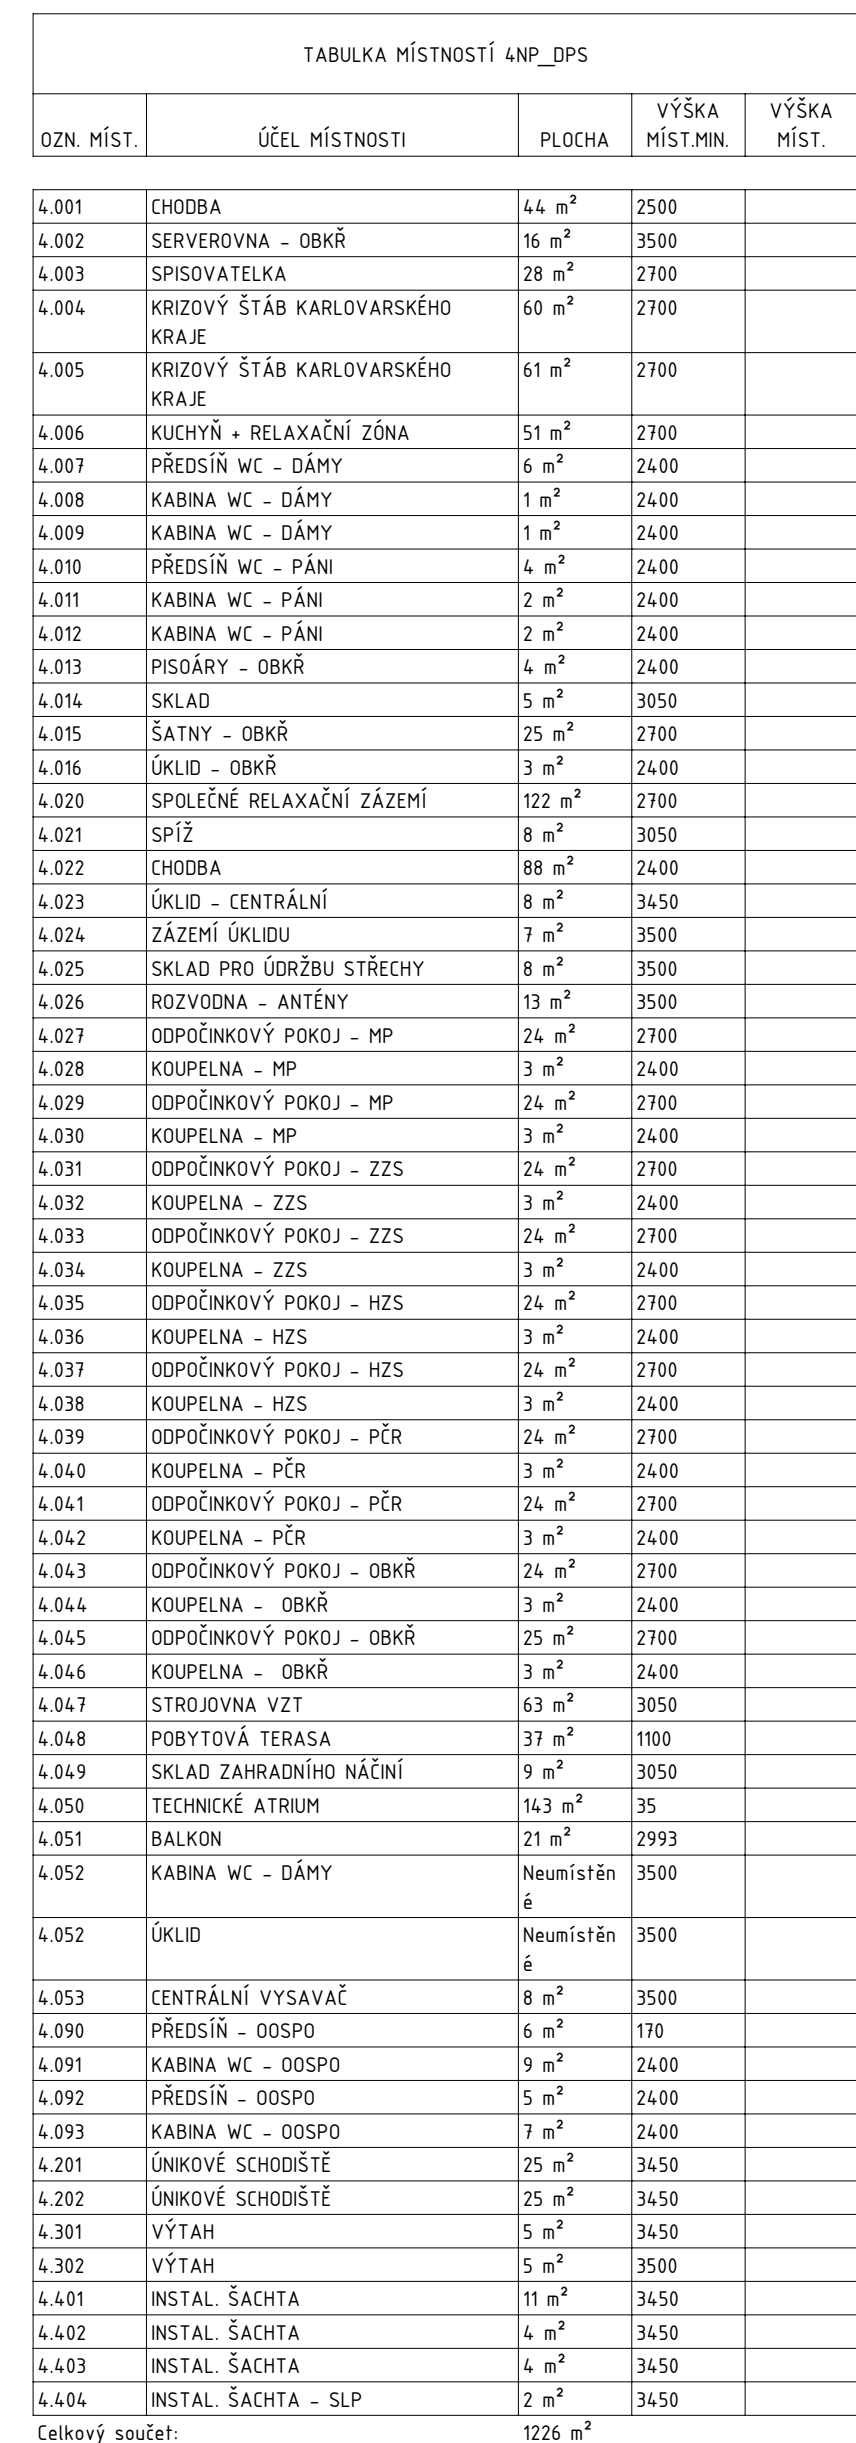 TABULKA MÍSTNOSTÍ 4NP_DPS
OZN. MÍST. ÚČEL MÍSTNOSTI PLOCHA VÝŠKA MÍST.MIN. VÝŠKA MÍST.
4.001 CHODBA 44 m² 2500
4.002 SERVEROVNA - OBKŘ 16 m² 3500
4.003 SPISOVATELKA 28 m² 2700
4.004 KRIZOVÝ ŠTÁB KARLOVARSKÉHO 60 m² 2700
KRAJE
4.005 KRIZOVÝ ŠTÁB KARLOVARSKÉHO 61 m² 2700
KRAJE
4.006 KUCHYŇ + RELAXAČNÍ ZÓNA 51 m² 2700
4.007 PŘEDSÍŇ WC - DÁMY 6 m² 2400
4.008 KABINA WC - DÁMY 1 m² 2400
4.009 KABINA WC - DÁMY 1 m² 2400
4.010 PŘEDSÍŇ WC - PÁNI 4 m² 2400
4.011 KABINA WC - PÁNI 2 m² 2400
4.012 KABINA WC - PÁNI 2 m² 2400
4.013 PISOÁRY - OBKŘ 4 m² 2400
4.014 SKLAD 5 m² 3050
4.015 ŠATNY - OBKŘ 25 m² 2700
4.016 ÚKLID - OBKŘ 3 m² 2400
4.020 SPOLEČNÉ RELAXAČNÍ ZÁZEMÍ 122 m² 2700
4.021 SPÍŽ 8 m² 3050
4.022 CHODBA 88 m² 2400
4.023 ÚKLID - CENTRÁLNÍ 8 m² 3450
4.024 ZÁZEMÍ ÚKLIDU 7 m² 3500
4.025 SKLAD PRO ÚDRŽBU STŘECHY 8 m² 3500
4.026 ROZVODNA - ANTÉNY 13 m² 3500
4.027 ODPOČINKOVÝ POKOJ - MP 24 m² 2700
4.028 KOUPELNA - MP 3 m² 2400
4.029 ODPOČINKOVÝ POKOJ - MP 24 m² 2700
4.030 KOUPELNA - MP 3 m² 2400
4.031 ODPOČINKOVÝ POKOJ - ZZS 24 m² 2700
4.032 KOUPELNA - ZZS 3 m² 2400
4.033 ODPOČINKOVÝ POKOJ - ZZS 24 m² 2700
4.034 KOUPELNA - ZZS 3 m² 2400
4.035 ODPOČINKOVÝ POKOJ - HZS 24 m² 2700
4.036 KOUPELNA - HZS 3 m² 2400
4.037 ODPOČINKOVÝ POKOJ - HZS 24 m² 2700
4.038 KOUPELNA - HZS 3 m² 2400
4.039 ODPOČINKOVÝ POKOJ - PČR 24 m² 2700
4.040 KOUPELNA - PČR 3 m² 2400
4.041 ODPOČINKOVÝ POKOJ - PČR 24 m² 2700
4.042 KOUPELNA - PČR 3 m² 2400
4.043 ODPOČINKOVÝ POKOJ - OBKŘ 24 m² 2700
4.044 KOUPELNA - OBKŘ 3 m² 2400
4.045 ODPOČINKOVÝ POKOJ - OBKŘ 25 m² 2700
4.046 KOUPELNA - OBKŘ 3 m² 2400
4.047 STROJOVNA VZT 63 m² 3050
4.048 POBYTOVÁ TERASA 37 m² 1100
4.049 SKLAD ZAHRADNÍHO NÁČINÍ 9 m² 3050
4.050 TECHNICKÉ ATRIUM 143 m² 35
4.051 BALKON 21 m² 2993
4.052 KABINA WC - DÁMY Neumístěn 3500
é
4.052 ÚKLID Neumístěn 3500
é
4.053 CENTRÁLNÍ VYSAVAČ 8 m² 3500
4.090 PŘEDSÍŇ - OOSPO 6 m² 170
4.091 KABINA WC - OOSPO 9 m² 2400
4.092 PŘEDSÍŇ - OOSPO 5 m² 2400
4.093 KABINA WC - OOSPO 7 m² 2400
4.201 ÚNIKOVÉ SCHODIŠTĚ 25 m² 3450
4.202 ÚNIKOVÉ SCHODIŠTĚ 25 m² 3450
4.301 VÝTAH 5 m² 3450
4.302 VÝTAH 5 m² 3500
4.401 INSTAL. ŠACHTA 11 m² 3450
4.402 INSTAL. ŠACHTA 4 m² 3450
4.403 INSTAL. ŠACHTA 4 m² 3450
4.404 INSTAL. ŠACHTA - SLP 2 m² 3450
Celkový součet: 1226 m²